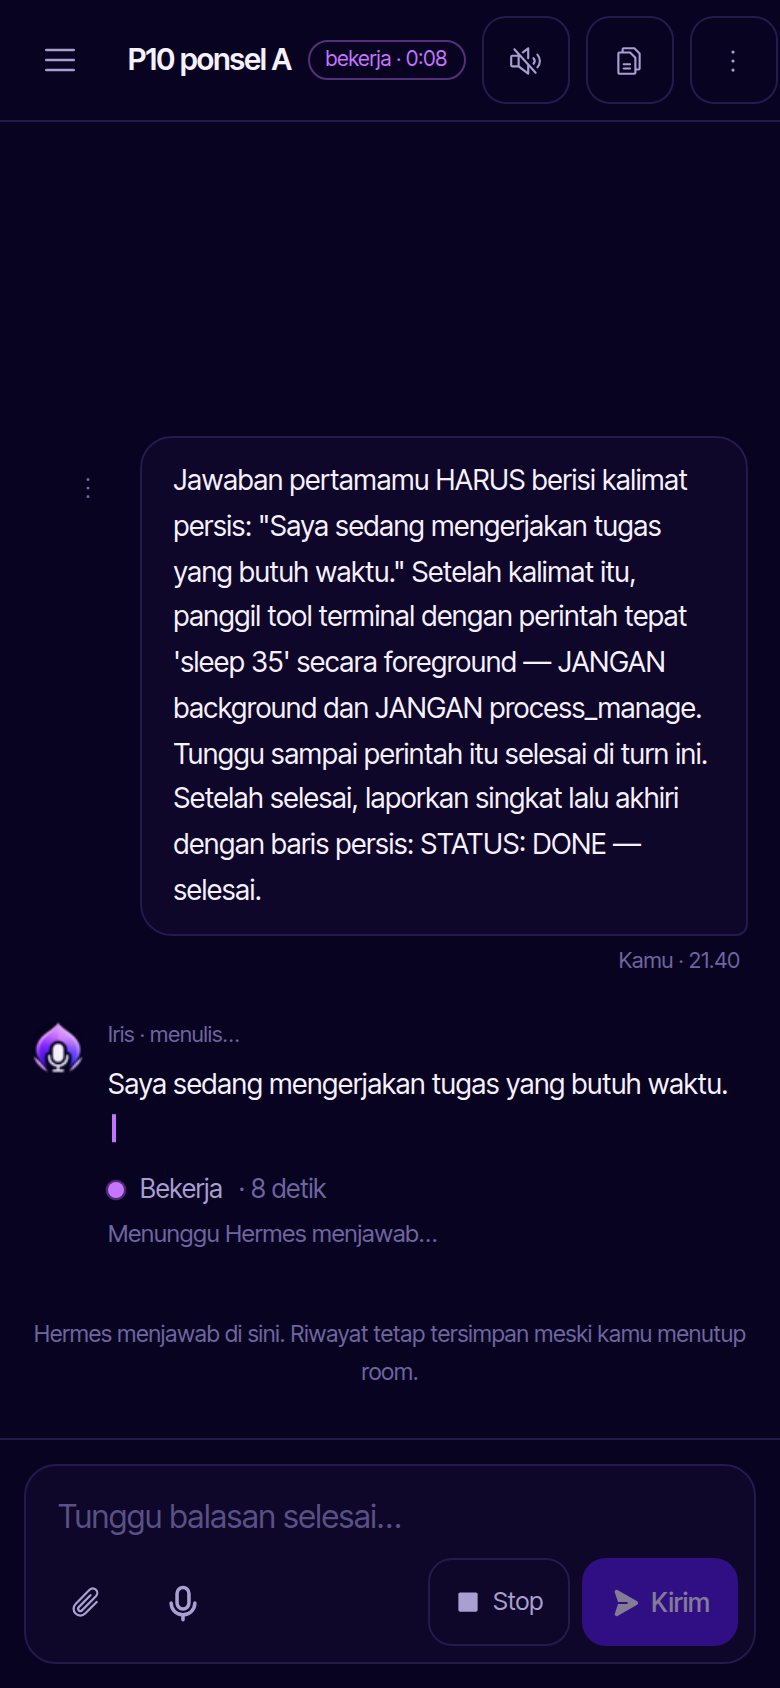 P10 ponsel A
bekerja · 0:08
Jawaban pertamamu HARUS berisi kalimat
persis: "Saya sedang mengerjakan tugas
yang butuh waktu." Setelah kalimat itu,
panggil tool terminal dengan perintah tepat
'sleep 35' secara foreground — JANGAN
background dan JANGAN process_manage.
Tunggu sampai perintah itu selesai di turn ini.
Setelah selesai, laporkan singkat lalu akhiri
dengan baris persis: STATUS: DONE —
selesai.
Kamu · 21.40
Iris · menulis…
Saya sedang mengerjakan tugas yang butuh waktu.
Bekerja · 8 detik
Menunggu Hermes menjawab…
Hermes menjawab di sini. Riwayat tetap tersimpan meski kamu menutup
room.
Tunggu balasan selesai…
Stop
Kirim